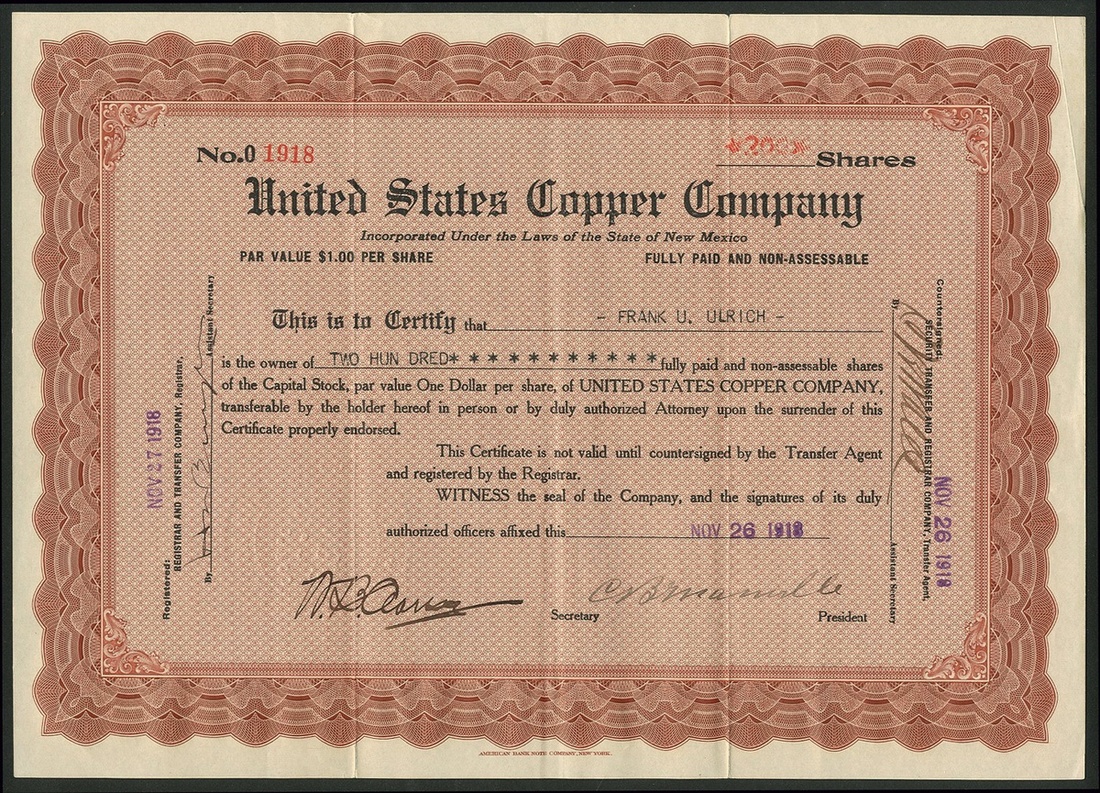 No. O 1918
*200* Shares
United States Copper Company
Incorporated Under the Laws of the State of New Mexico
PAR VALUE $1.00 PER SHARE FULLY PAID AND NON-ASSESSABLE
This is to Certify that - FRANK U. ULRICH -
is the owner of TWO HUN DRED* * * * * * * * * * * fully paid and non-assessable shares
of the Capital Stock, par value One Dollar per share, of UNITED STATES COPPER COMPANY,
transferable by the holder hereof in person or by duly authorized Attorney upon the surrender of this
Certificate properly endorsed.
This Certificate is not valid until countersigned by the Transfer Agent
and registered by the Registrar.
WITNESS the seal of the Company, and the signatures of its duly
authorized officers affixed this NOV 26 1918
Secretary
C B Manville
President
NOV 27 1918
Registered:
REGISTRAR AND TRANSFER COMPANY, Registrar,
By
Assistant Secretary
Countersigned:
SECURITY TRANSFER AND REGISTRAR COMPANY, Transfer Agent,
By
Assistant Secretary
NOV 26 1918
AMERICAN BANK NOTE COMPANY, NEW YORK.